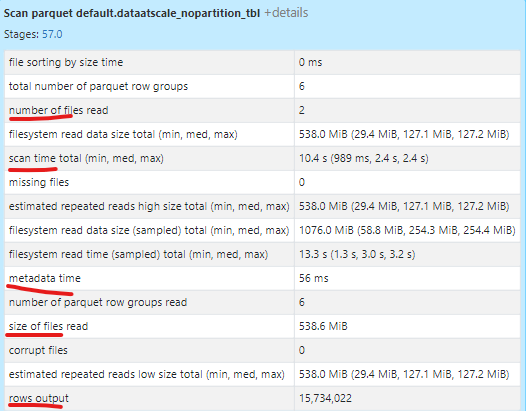 Scan parquet default.dataatscale_nopartition_tbl +details
Stages: 57.0
file sorting by size time 0 ms
total number of parquet row groups 6
number of files read 2
filesystem read data size total (min, med, max) 538.0 MiB (29.4 MiB, 127.1 MiB, 127.2 MiB)
scan time total (min, med, max) 10.4 s (989 ms, 2.4 s, 2.4 s)
missing files 0
estimated repeated reads high size total (min, med, max) 538.0 MiB (29.4 MiB, 127.1 MiB, 127.2 MiB)
filesystem read data size (sampled) total (min, med, max) 1076.0 MiB (58.8 MiB, 254.3 MiB, 254.4 MiB)
filesystem read time (sampled) total (min, med, max) 13.3 s (1.3 s, 3.0 s, 3.2 s)
metadata time 56 ms
number of parquet row groups read 6
size of files read 538.6 MiB
corrupt files 0
estimated repeated reads low size total (min, med, max) 538.0 MiB (29.4 MiB, 127.1 MiB, 127.2 MiB)
rows output 15,734,022